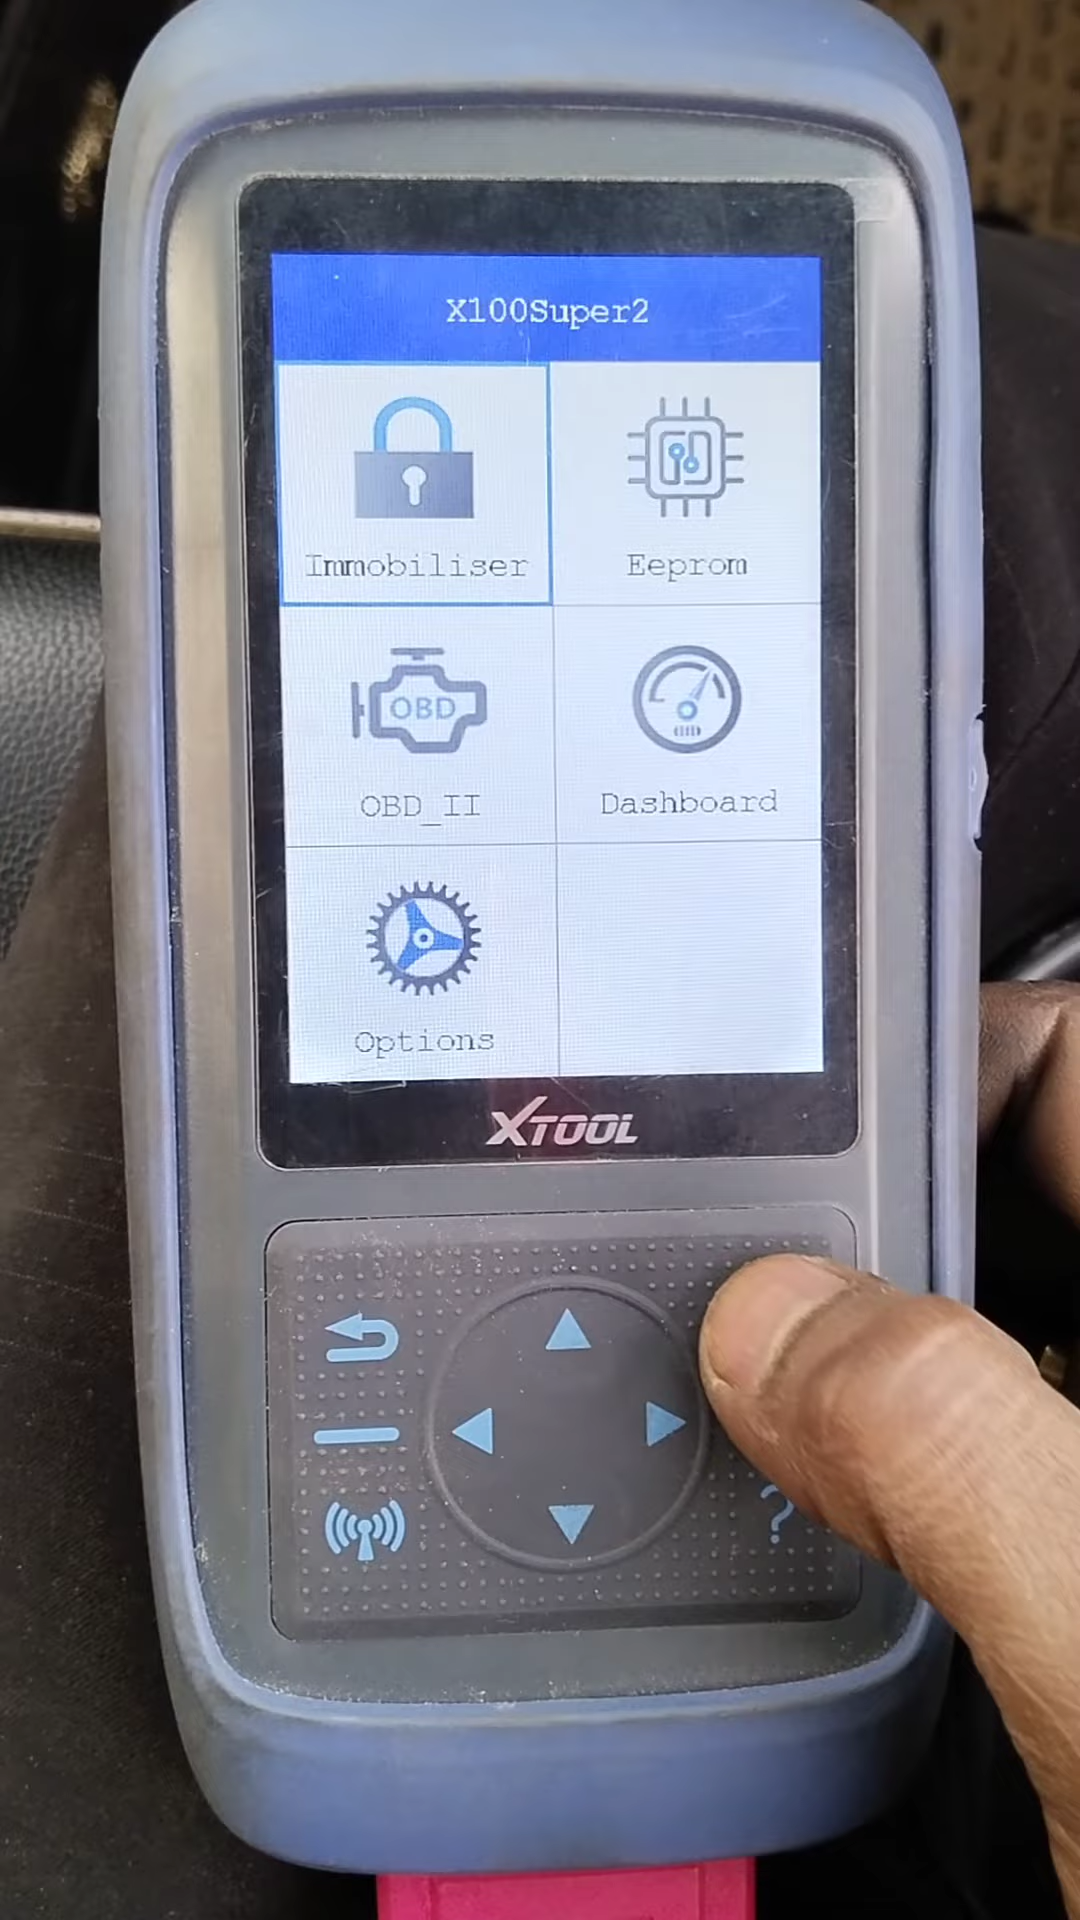 X100Super2
Immobiliser
Eeprom
OBD
OBD_II
Dashboard
Options
XTOOL
?